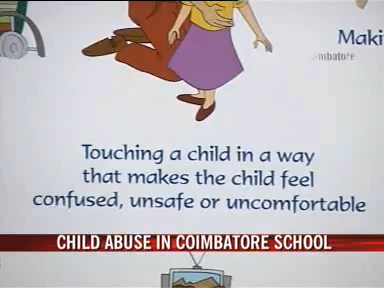 Maki
imbatore
Touching a child in a way
that makes the child feel
confused, unsafe or uncomfortable
CHILD ABUSE IN COIMBATORE SCHOOL